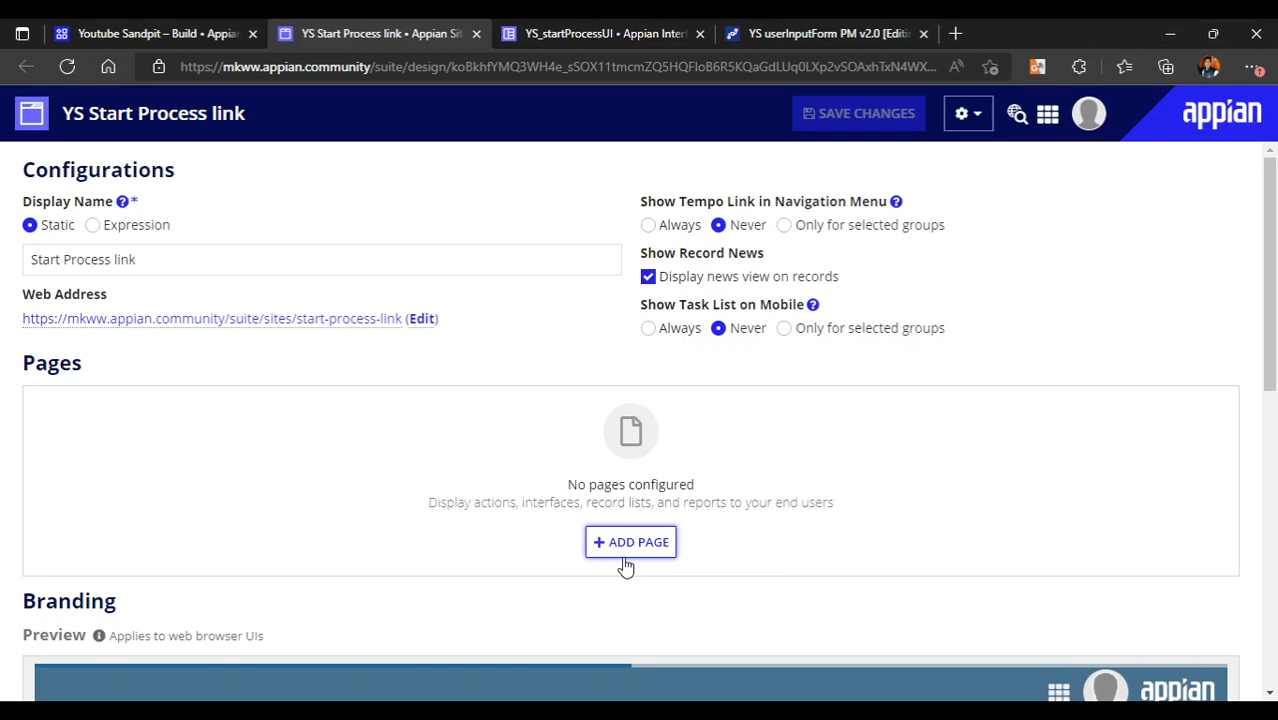 Youtube Sandpit – Build • Appia
YS Start Process link • Appian Sit
YS_startProcessUI • Appian Inter
YS userInputForm PM v2.0 [Editi
https://mkww.appian.community/suite/design/koBkhfYMQ3WH4e_sSOX11tmcmZQ5HQFloB6R5KQaGdLUq0LXp2vSOAxhTxN4WX...
YS Start Process link
SAVE CHANGES
appian
Configurations
Display Name ? *
Static
Expression
Start Process link
Web Address
https://mkww.appian.community/suite/sites/start-process-link (Edit)
Show Tempo Link in Navigation Menu ?
Always
Never
Only for selected groups
Show Record News
Display news view on records
Show Task List on Mobile ?
Always
Never
Only for selected groups
Pages
No pages configured
Display actions, interfaces, record lists, and reports to your end users
+ ADD PAGE
Branding
Preview
Applies to web browser UIs
appian